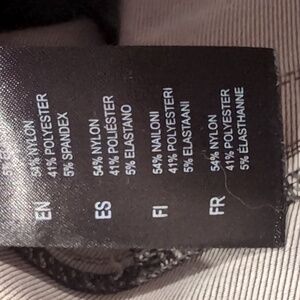 EN
54% NYLON
41% POLYESTER
5% SPANDEX
ES
54% NYLON
41% POLIÉSTER
5% ELASTANO
FI
54% NAILONI
41% POLYESTERI
5% ELASTAANI
FR
54% NYLON
41% POLYESTER
5% ÉLASTHANNE